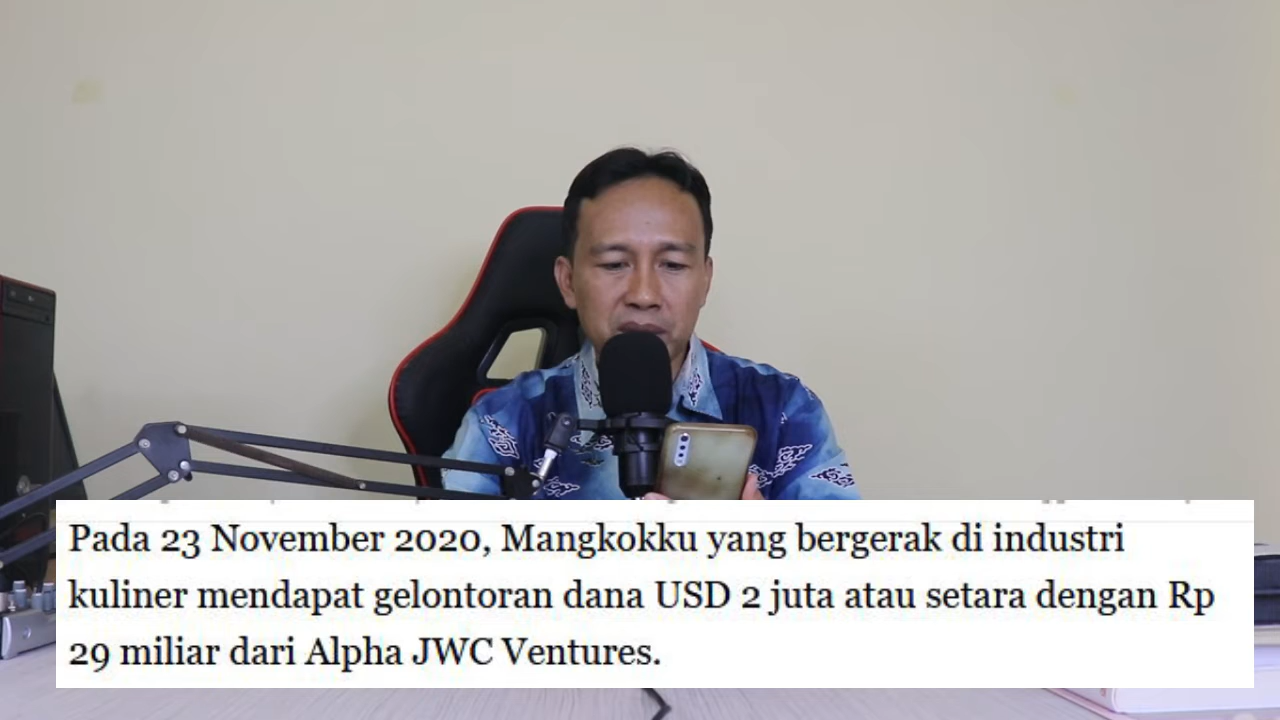 Pada 23 November 2020, Mangkokku yang bergerak di industri
kuliner mendapat gelontoran dana USD 2 juta atau setara dengan Rp
29 miliar dari Alpha JWC Ventures.